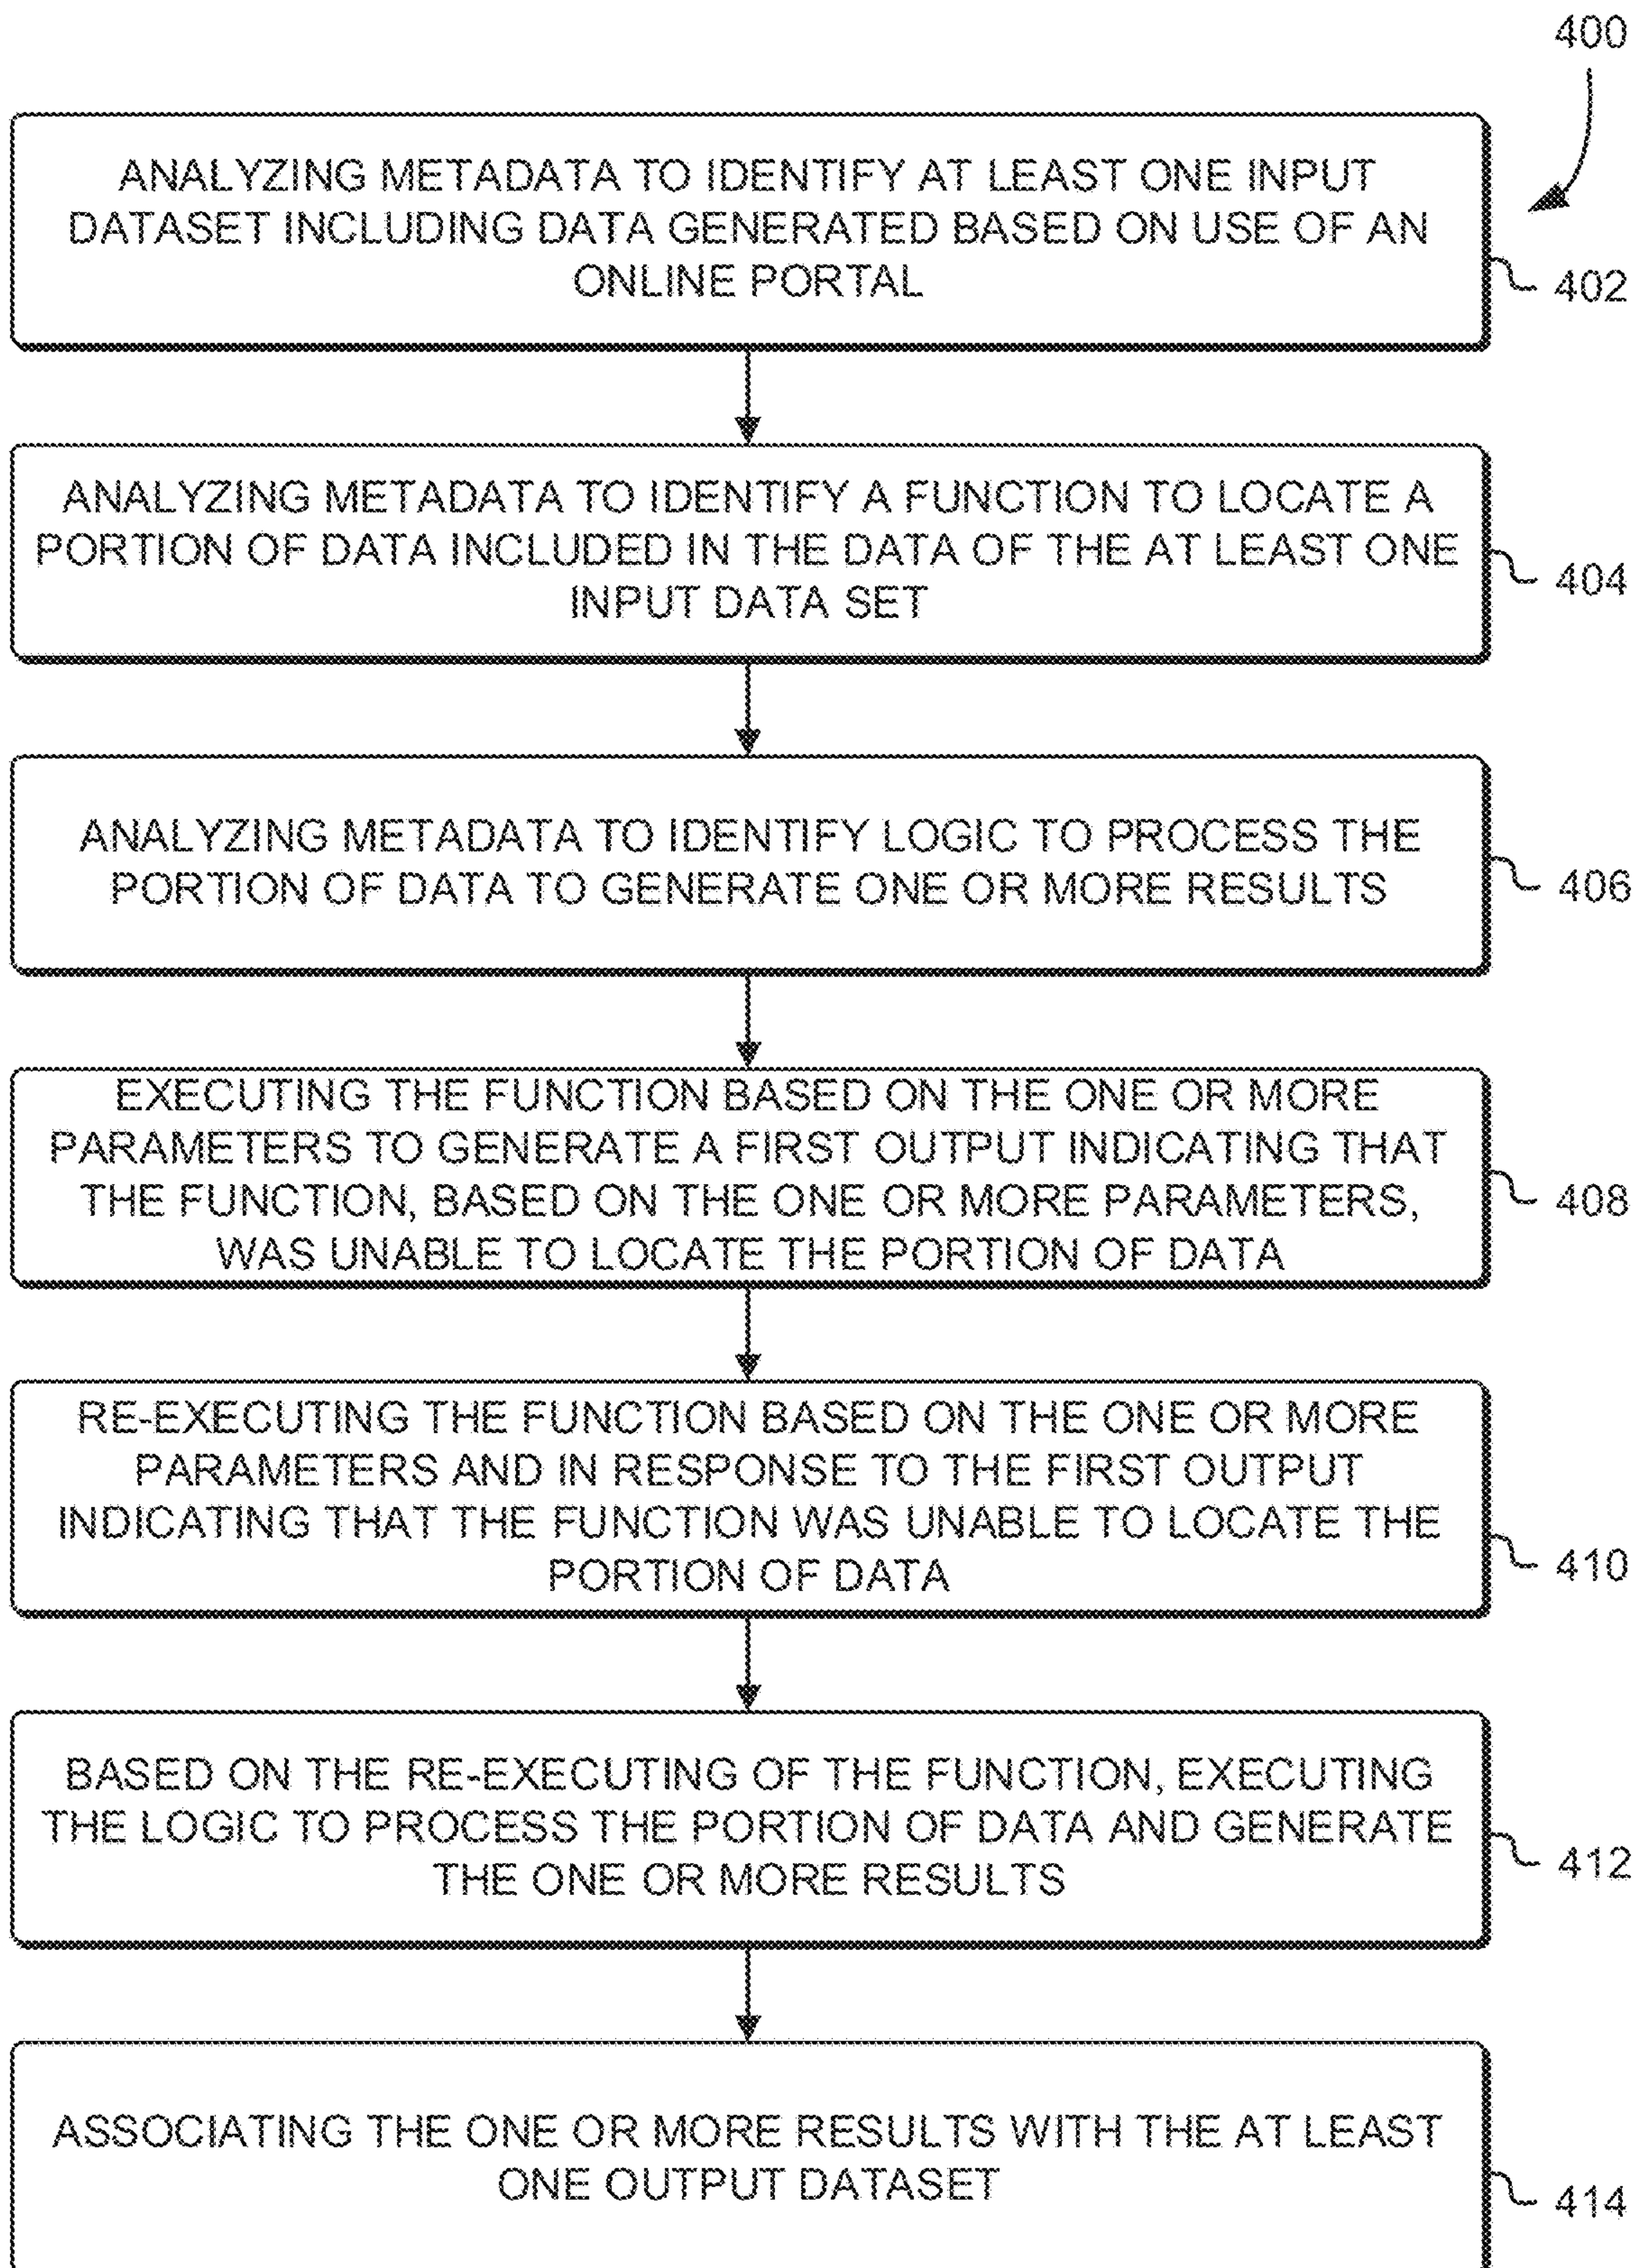 400
ANALYZING METADATA TO IDENTIFY AT LEAST ONE INPUT
DATASET INCLUDING DATA GENERATED BASED ON USE OF AN
ONLINE PORTAL
402
ANALYZING METADATA TO IDENTIFY A FUNCTION TO LOCATE A
PORTION OF DATA INCLUDED IN THE DATA OF THE AT LEAST ONE
INPUT DATA SET
404
ANALYZING METADATA TO IDENTIFY LOGIC TO PROCESS THE
PORTION OF DATA TO GENERATE ONE OR MORE RESULTS
406
EXECUTING THE FUNCTION BASED ON THE ONE OR MORE
PARAMETERS TO GENERATE A FIRST OUTPUT INDICATING THAT
THE FUNCTION, BASED ON THE ONE OR MORE PARAMETERS,
WAS UNABLE TO LOCATE THE PORTION OF DATA
408
RE-EXECUTING THE FUNCTION BASED ON THE ONE OR MORE
PARAMETERS AND IN RESPONSE TO THE FIRST OUTPUT
INDICATING THAT THE FUNCTION WAS UNABLE TO LOCATE THE
PORTION OF DATA
410
BASED ON THE RE-EXECUTING OF THE FUNCTION, EXECUTING
THE LOGIC TO PROCESS THE PORTION OF DATA AND GENERATE
THE ONE OR MORE RESULTS
412
ASSOCIATING THE ONE OR MORE RESULTS WITH THE AT LEAST
ONE OUTPUT DATASET
414